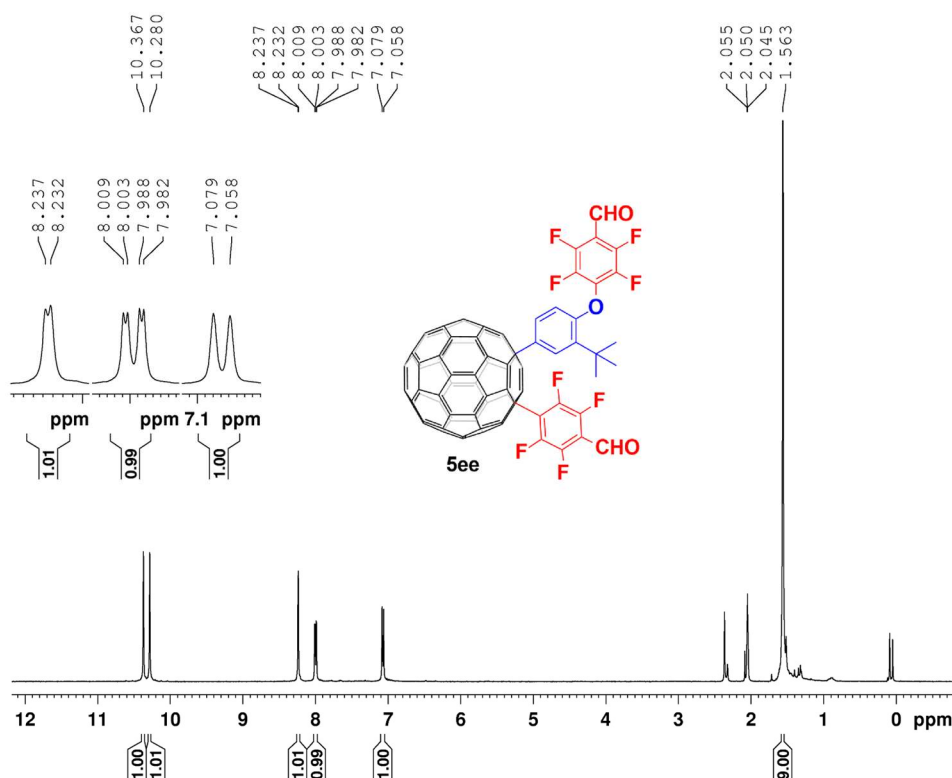 10.367
10.280
8.237
8.232
8.009
8.003
7.988
7.982
7.079
7.058
2.055
2.050
2.045
1.563
8.237
8.232
8.009
8.003
7.988
7.982
7.079
7.058
ppm
ppm 7.1 ppm
1.01
0.99
1.00
CHO
F
F
F
F
O
F
F
F
F
CHO
5ee
12 11 10 9 8 7 6 5 4 3 2 1 0 ppm
1.00
1.01
1.01
0.99
1.00
9.00